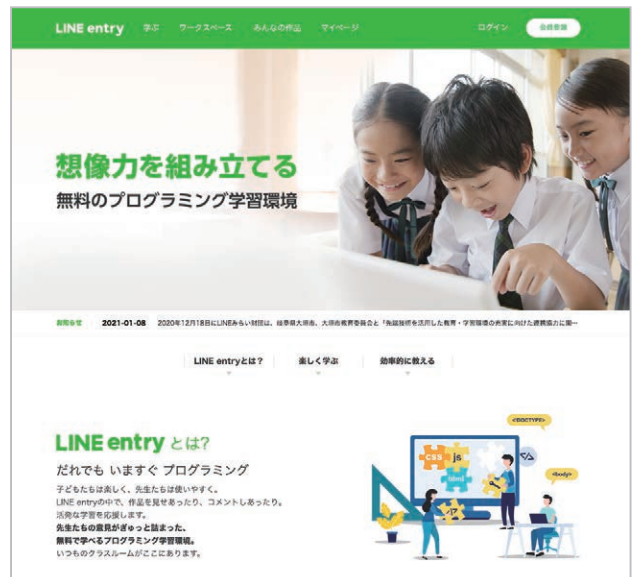 LINE entry 学ぶ ワークスペース みんなの作品 マイページ ログイン 会員登録
想像力を組み立てる
無料のプログラミング学習環境
お知らせ 2021-01-08 2020年12月18日にLINEみらい財団は、岐阜県大垣市、大垣市教育委員会と「先端技術を活用した教育・学習指導の充実に向けた連携協力に関…
LINE entryとは? 楽しく学ぶ 効率的に教える
LINE entry とは?
だれでも いますぐ プログラミング
子どもたちは楽しく、先生たちは使いやすく。
LINE entryの中で、作品を見せあったり、コメントしあったり。
活発な学習を応援します。
先生たちの意見がぎゅっと詰まった、
無料で学べるプログラミング学習環境。
いつものクラスルームがここにあります。
<DOCTYPE>
css js
html
</>
<body>